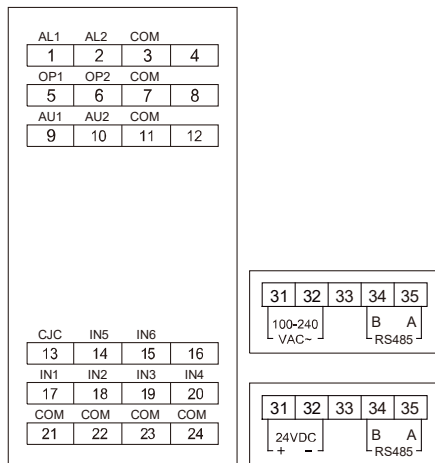 AL1 AL2 COM
1 2 3 4
OP1 OP2 COM
5 6 7 8
AU1 AU2 COM
9 10 11 12
CJC IN5 IN6
13 14 15 16
IN1 IN2 IN3 IN4
17 18 19 20
COM COM COM COM
21 22 23 24
31 32 33 34 35
100-240 B A
VAC~ RS485
31 32 33 34 35
24VDC B A
+ - RS485